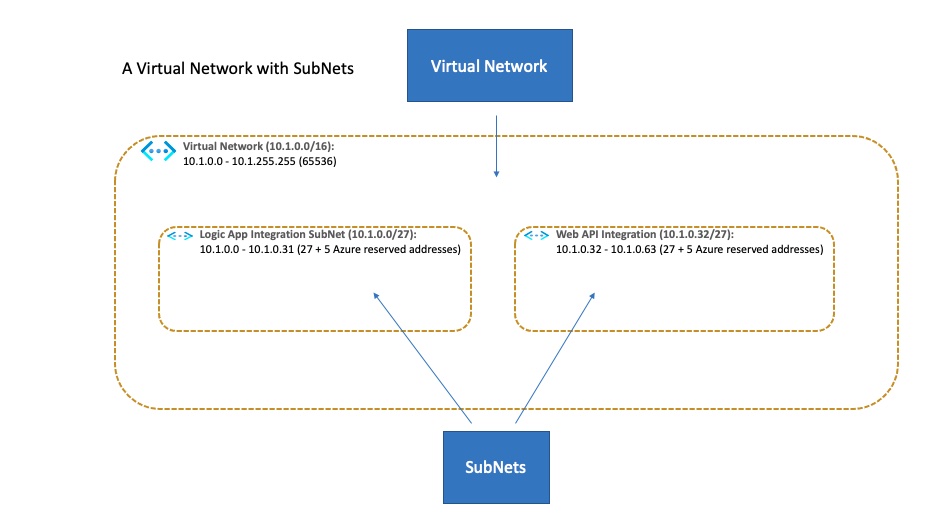 A Virtual Network with SubNets
Virtual Network
Virtual Network (10.1.0.0/16):
10.1.0.0 - 10.1.255.255 (65536)
Logic App Integration SubNet (10.1.0.0/27):
10.1.0.0 - 10.1.0.31 (27 + 5 Azure reserved addresses)
Web API Integration (10.1.0.32/27):
10.1.0.32 - 10.1.0.63 (27 + 5 Azure reserved addresses)
SubNets